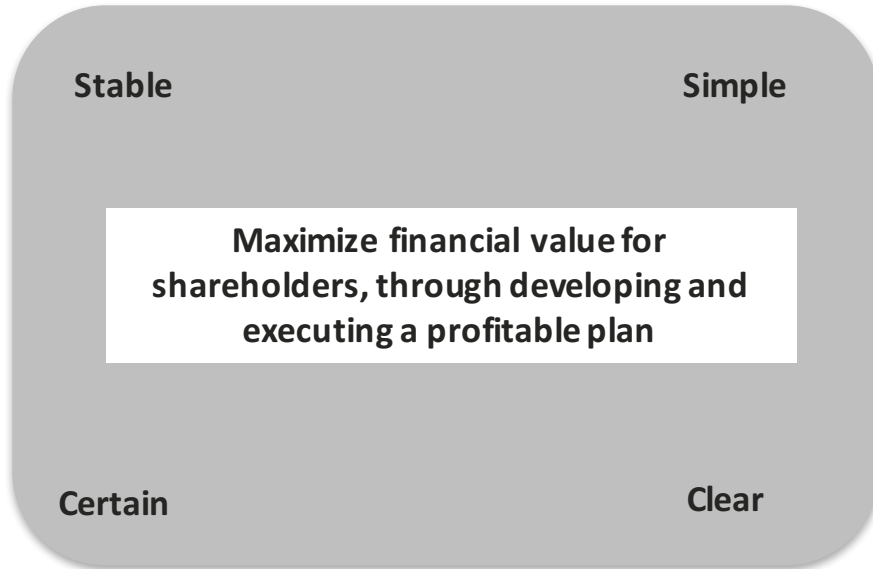 Stable
Simple
Maximize financial value for
shareholders, through developing and
executing a profitable plan
Certain
Clear